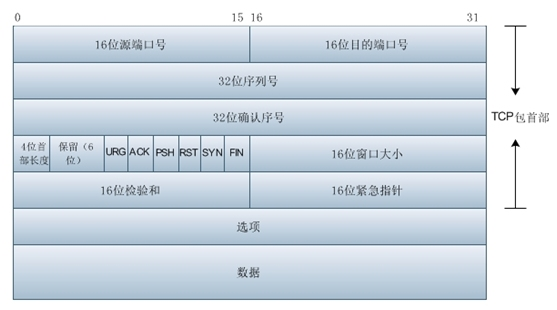 0 15 16 31
16位源端口号 16位目的端口号
32位序列号
32位确认序号
TCP包首部
4位首部长度 保留（6位） URG ACK PSH RST SYN FIN 16位窗口大小
16位检验和 16位紧急指针
选项
数据